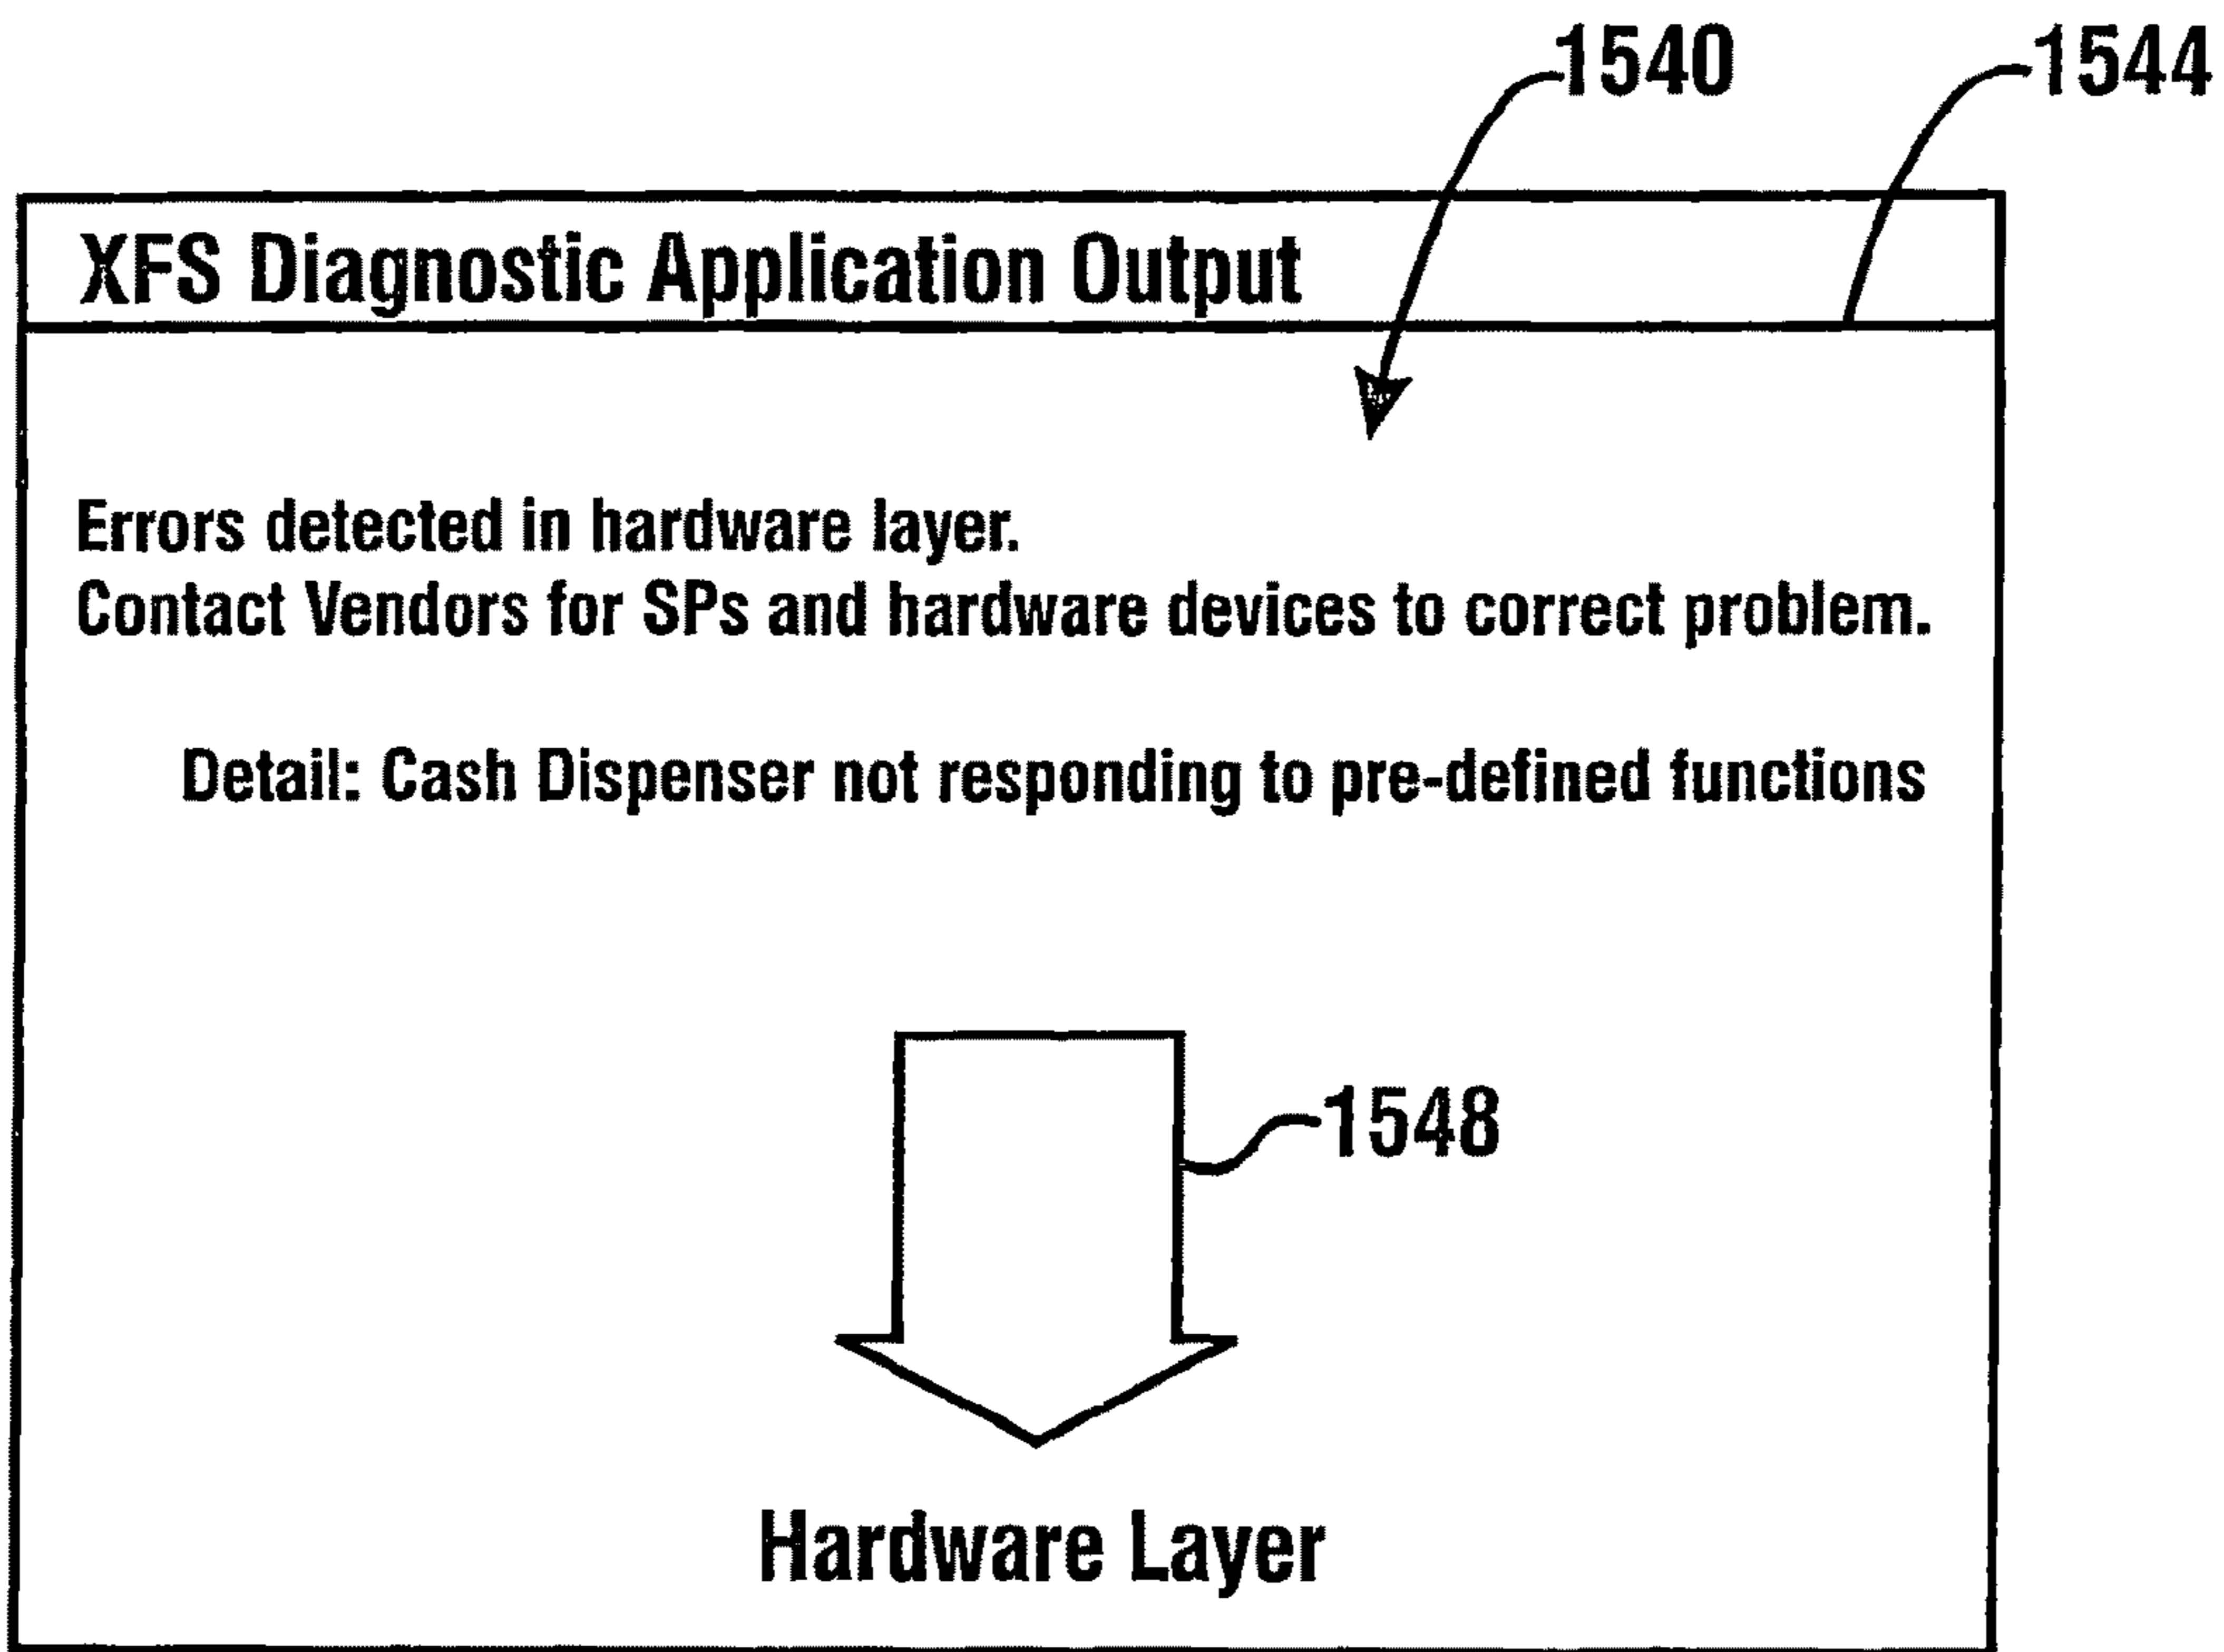 1540
1544
XFS Diagnostic Application Output
Errors detected in hardware layer.
Contact Vendors for SPs and hardware devices to correct problem.
Detail: Cash Dispenser not responding to pre-defined functions
1548
Hardware Layer